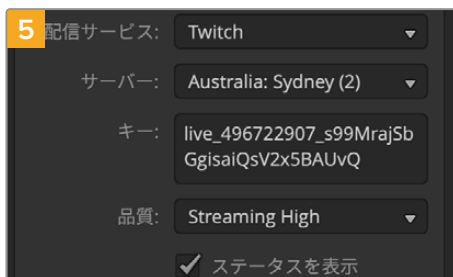 5
配信サービス: Twitch
サーバー: Australia: Sydney (2)
キー: live_496722907_s99MrajSb
GgisaiQsV2x5BAUvQ
品質: Streaming High
ステータスを表示